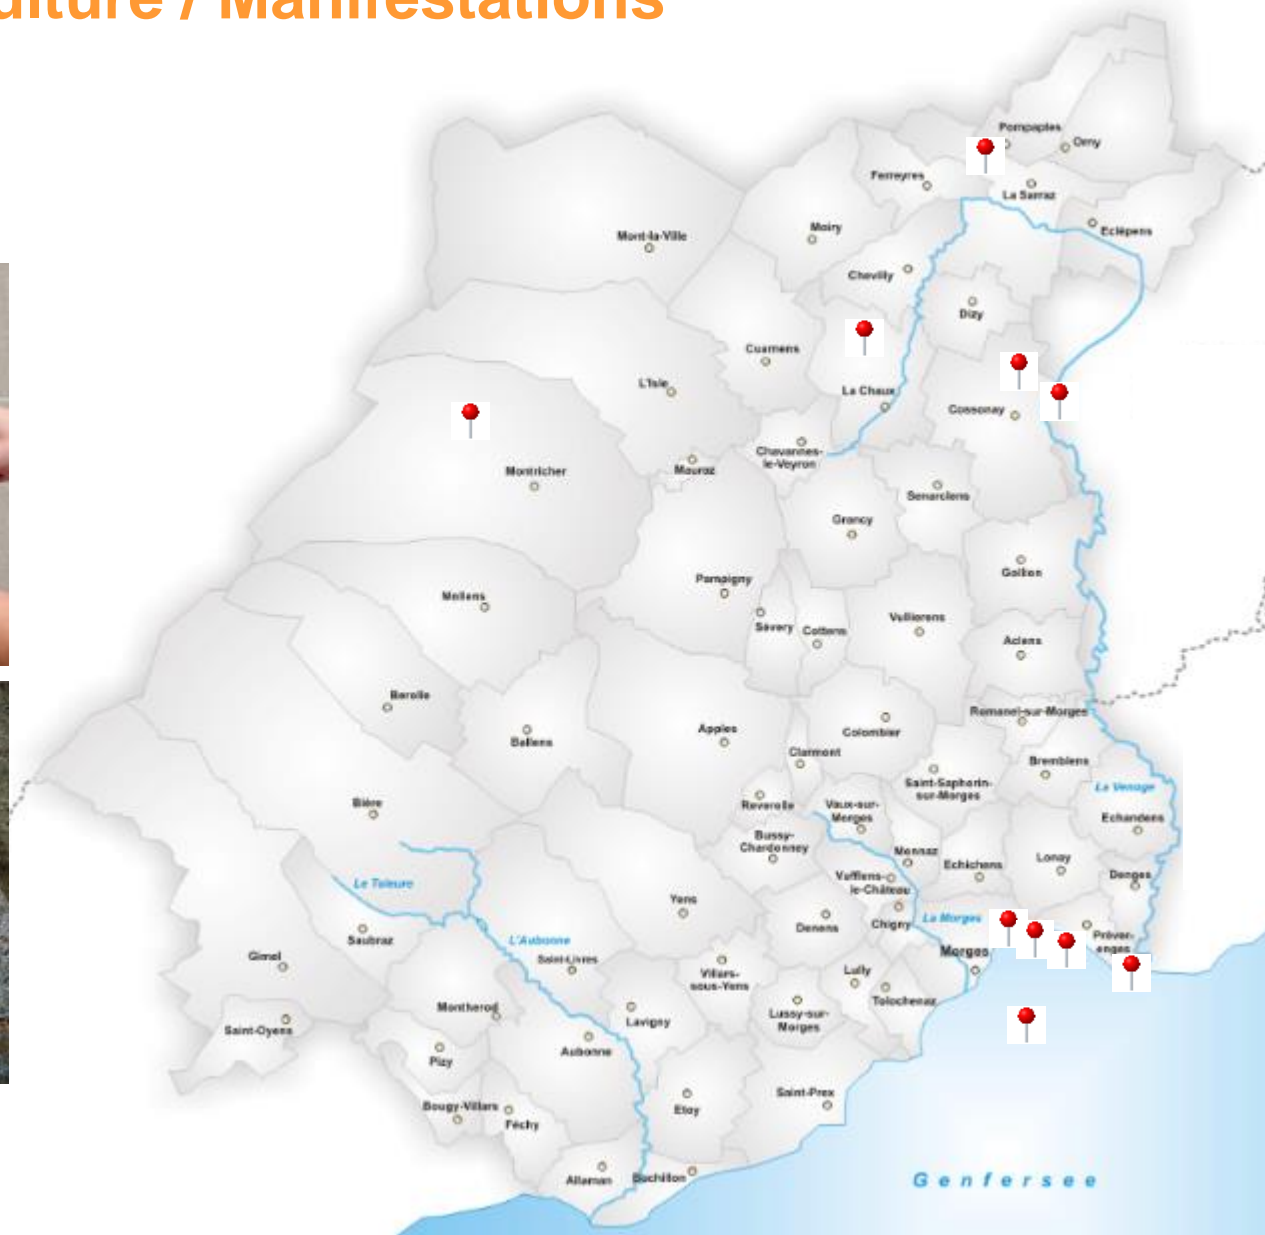 ulture / Manifestations
Pompaples
Orny
Ferreyres
La Sarraz
Moiry
Eclépens
Mont-la-Ville
Chevilly
Dizy
Cuarnens
L'Isle
La Chaux
Cossonay
Chavannes-
le-Veyron
Mauraz
Montricher
Senarclens
Grancy
Gollion
Pampigny
Mollens
Sévery
Cottens
Vullierens
Aclens
Berolle
Romanel-sur-Morges
Apples
Colombier
Ballens
Clarmont
Bremblens
Saint-Saphorin-
sur-Morges
La Venoge
Bière
Reverolle
Vaux-sur-
Morges
Echandens
Bussy-
Chardonney
Monnaz
Echichens
Lonay
Denges
Vufflens-
le-Château
Le Toleure
Yens
Denens
Chigny
La Morges
Préver-
enges
Saubraz
L'Aubonne
Morges
Gimel
Saint-Livres
Villars-
sous-Yens
Lully
Tolochenaz
Montherod
Lavigny
Lussy-sur-
Morges
Saint-Oyens
Aubonne
Pizy
Saint-Prex
Bougy-Villars
Etoy
Féchy
Allaman
Buchillon
Genfersee